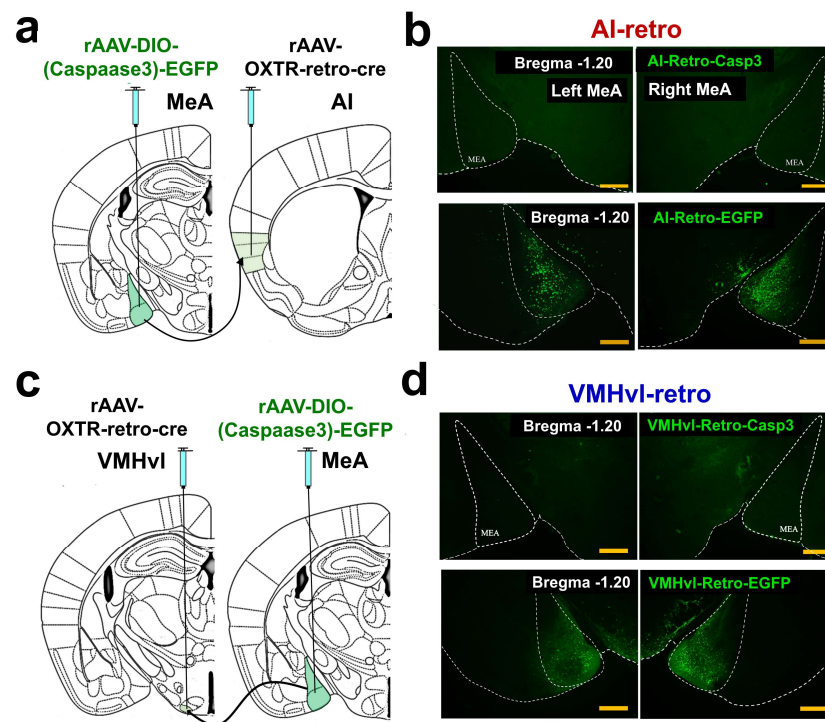 a
rAAV-DIO-
(Caspaase3)-EGFP
MeA
rAAV-
OXTR-retro-cre
AI
b
AI-retro
Bregma -1.20
Left MeA
MEA
AI-Retro-Casp3
Right MeA
MEA
Bregma -1.20
AI-Retro-EGFP
c
rAAV-
OXTR-retro-cre
VMHvl
rAAV-DIO-
(Caspaase3)-EGFP
MeA
d
VMHvl-retro
Bregma -1.20
MEA
VMHvl-Retro-Casp3
MEA
Bregma -1.20
VMHvl-Retro-EGFP